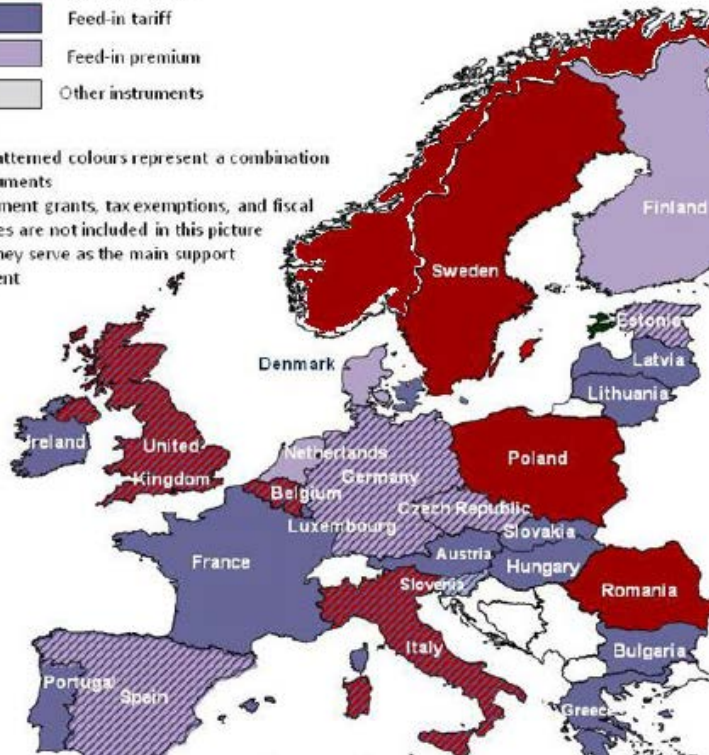 Feed-in tariff
Feed-in premium
Other instruments
atterned colours represent a combination
uments
ment grants, tax exemptions, and fiscal
es are not included in this picture
hey serve as the main support
ent
Finland
Sweden
Estonia
Denmark
Latvia
Lithuania
Ireland
United
Kingdom
Netherlands
Germany
Poland
Belgium
Czech Republic
Luxembourg
Slovakia
France
Austria
Hungary
Slovenia
Romania
Italy
Bulgaria
Portugal
Spain
Greece